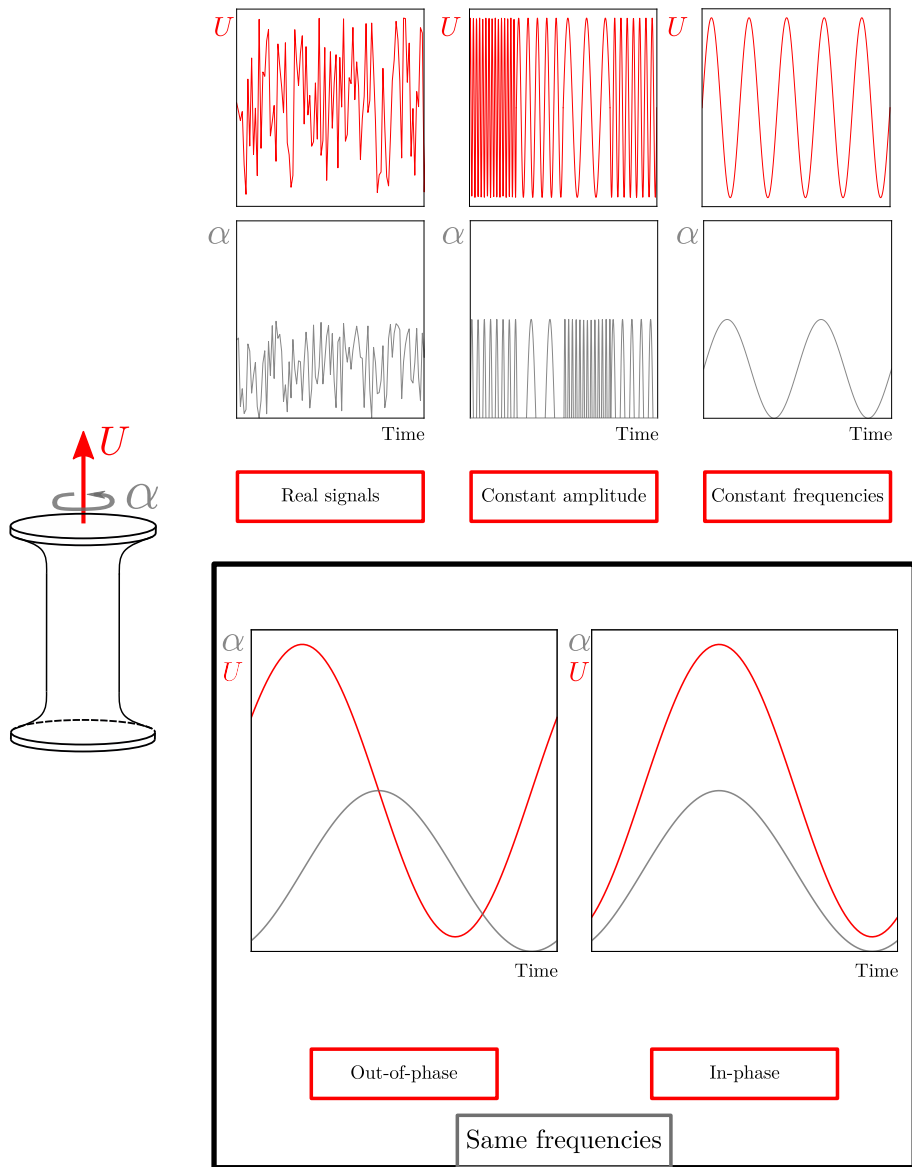 U
U
U
α
α
α
Time
Time
Time
Real signals
Constant amplitude
Constant frequencies
U
α
α
U
α
U
Time
Time
Out-of-phase
In-phase
Same frequencies